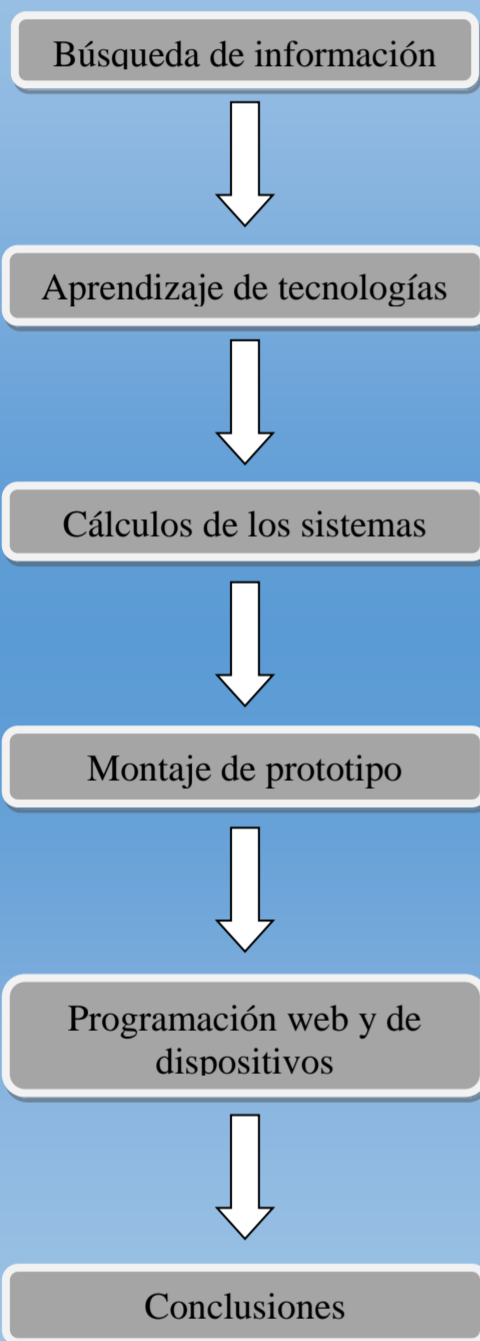 Búsqueda de información
Aprendizaje de tecnologías
Cálculos de los sistemas
Montaje de prototipo
Programación web y de
dispositivos
Conclusiones